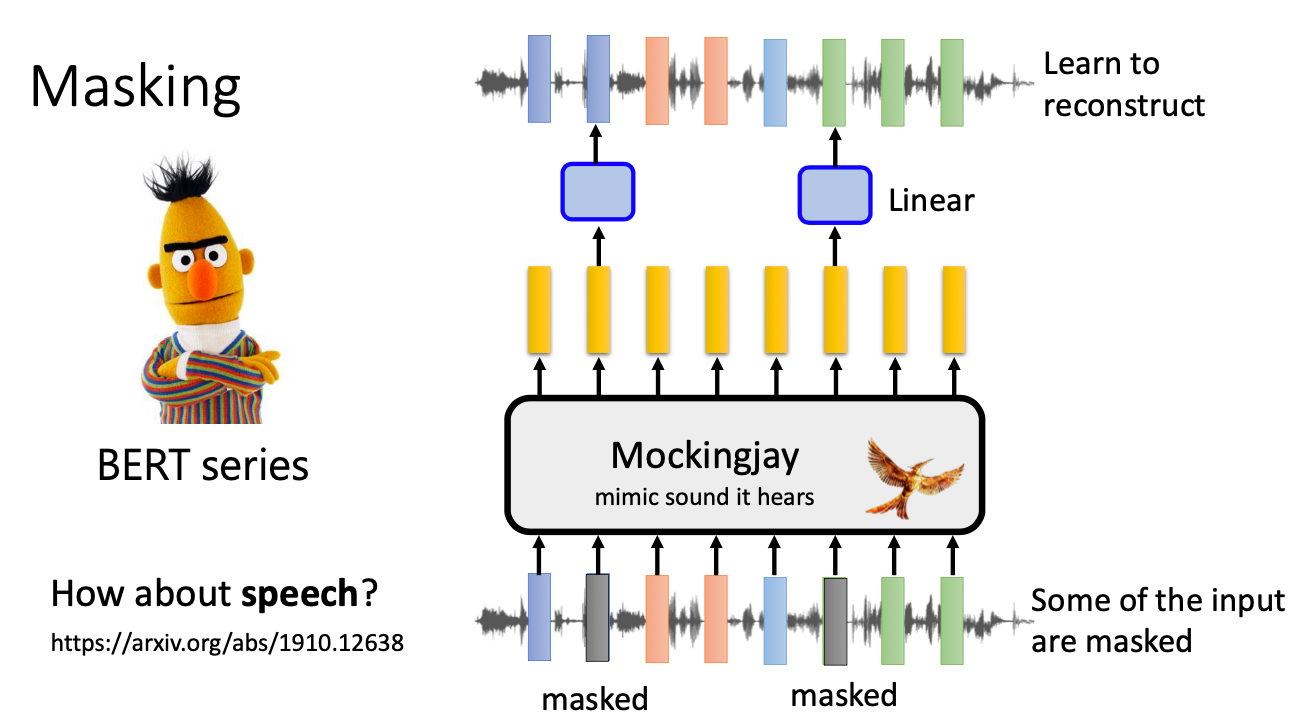 Masking
Learn to
reconstruct
Linear
BERT series
Mockingjay
mimic sound it hears
How about speech?
https://arxiv.org/abs/1910.12638
Some of the input
are masked
masked
masked